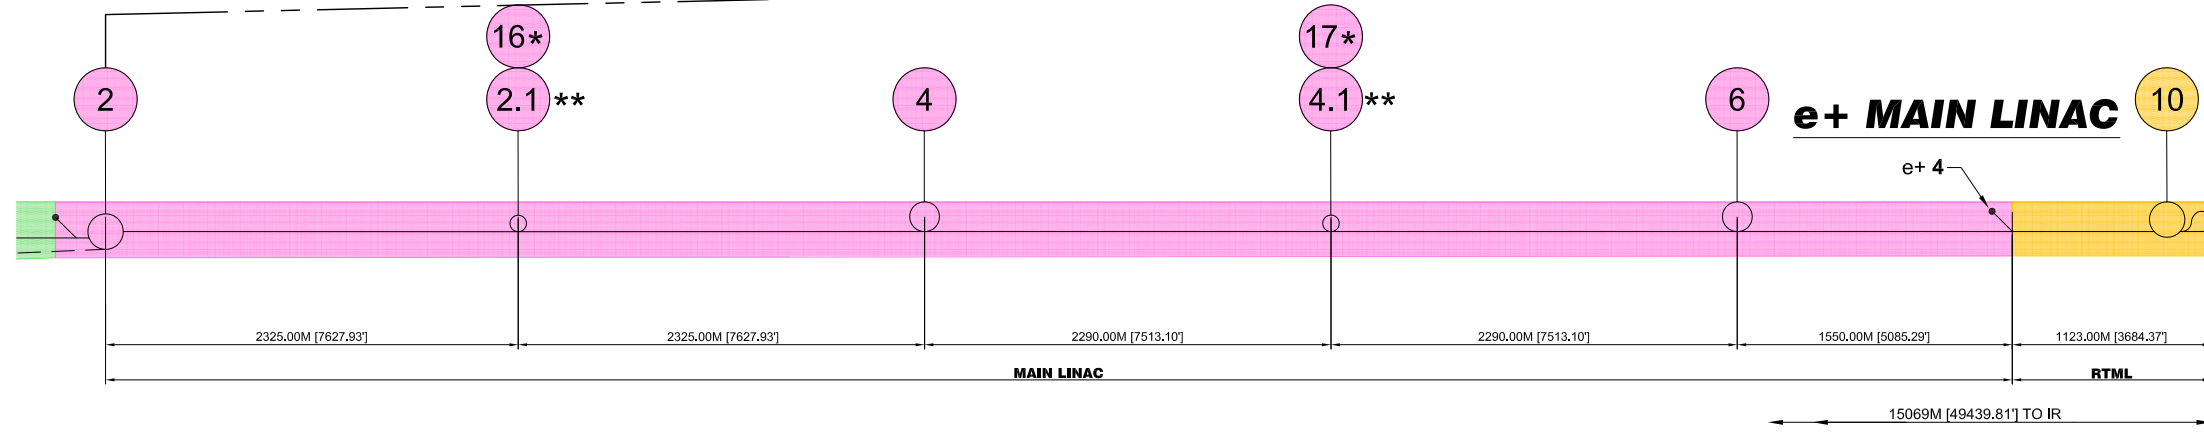 16*
17*
2
2.1 **
4
4.1 **
6
e+ MAIN LINAC
10
e+ 4
2325.00M [7627.93']
2325.00M [7627.93']
2290.00M [7513.10']
2290.00M [7513.10']
1550.00M [5085.29']
1123.00M [3684.37']
MAIN LINAC
RTML
15069M [49439.81'] TO IR